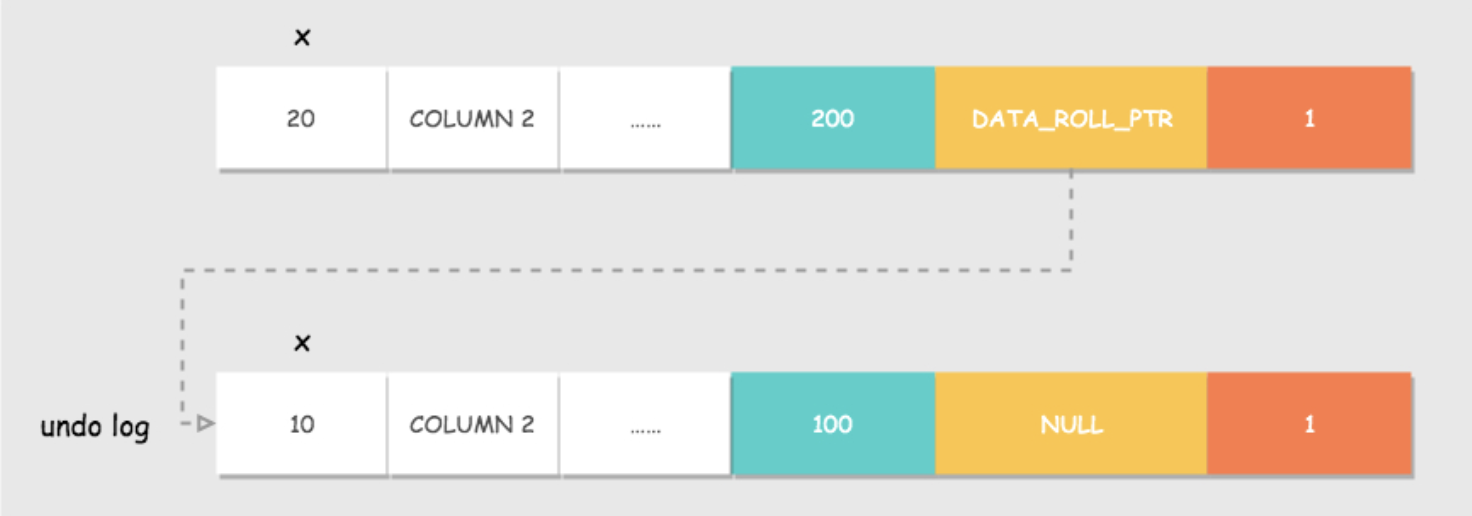 x
20 COLUMN 2 ...... 200 DATA_ROLL_PTR 1
x
undo log 10 COLUMN 2 ...... 100 NULL 1